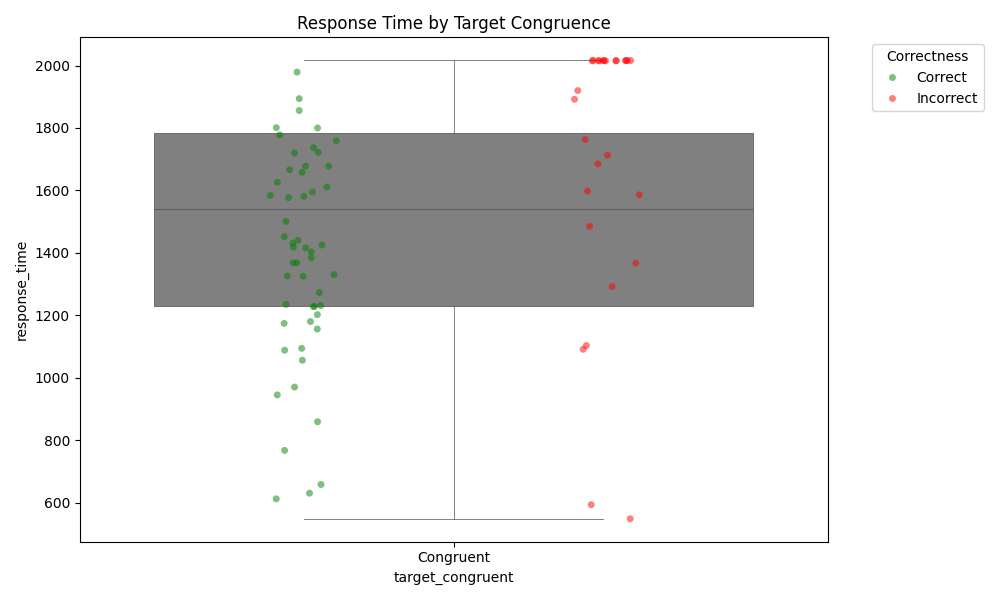 Response Time by Target Congruence
Correctness
Correct
Incorrect
response_time
2000
1800
1600
1400
1200
1000
800
600
Congruent
target_congruent